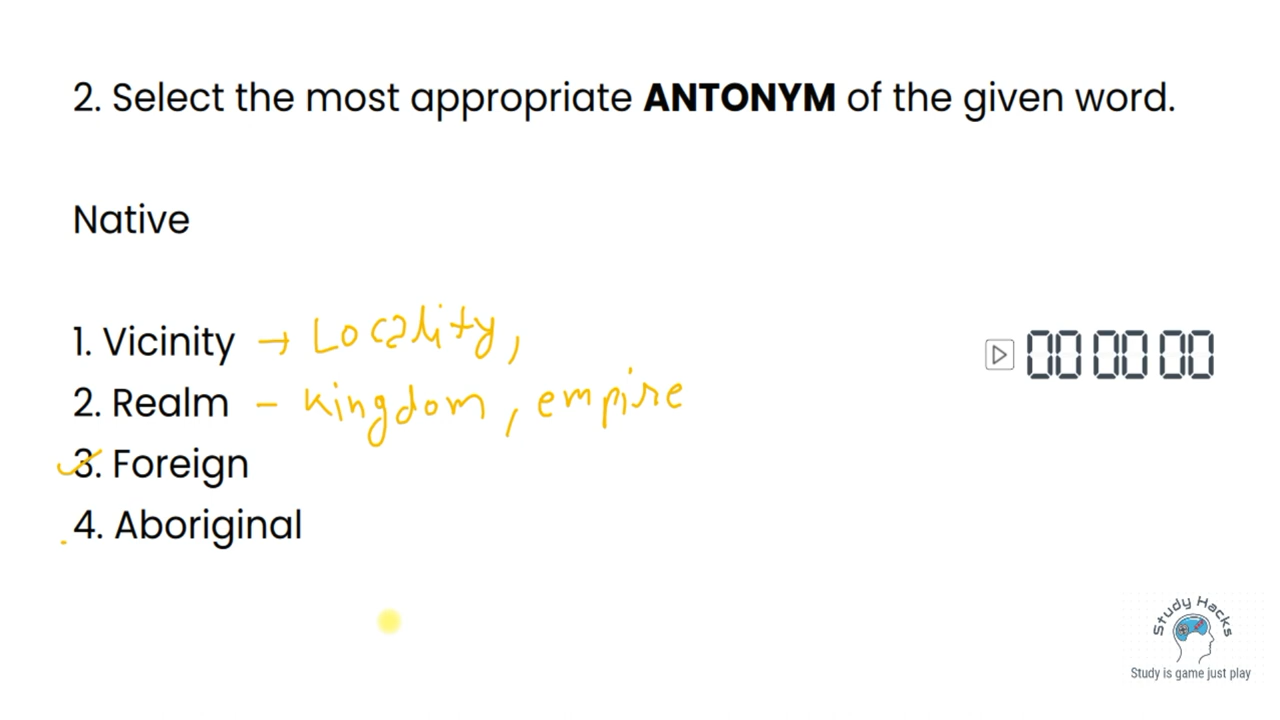 2. Select the most appropriate ANTONYM of the given word.
Native
1. Vicinity → Locality,
2. Realm - Kingdom, empire
3. Foreign
4. Aboriginal
00 00 00
Study Hacks
Study is game just play